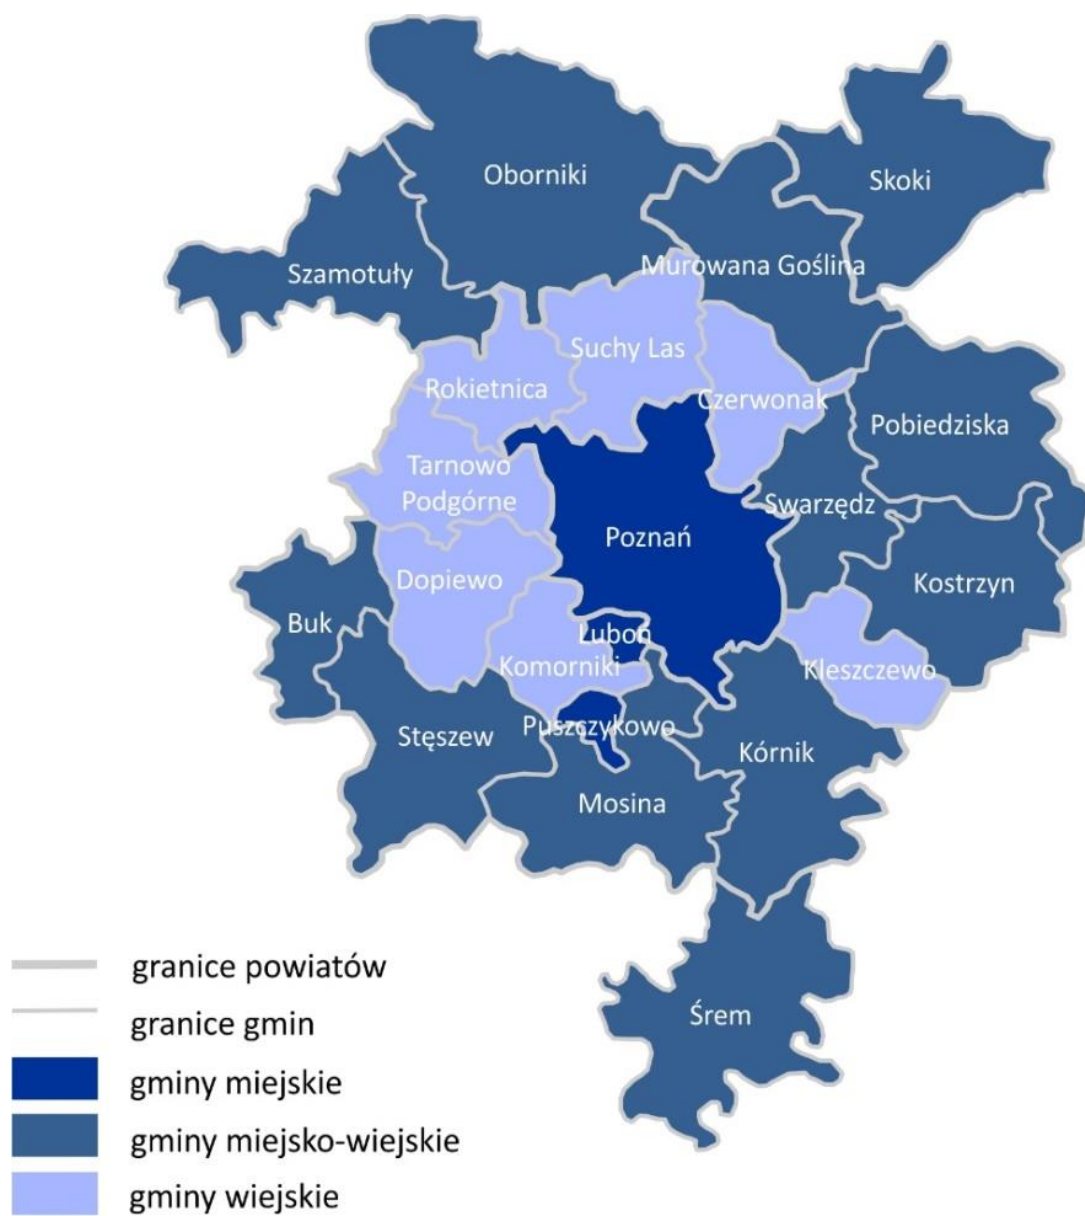 Oborniki
Skoki
Szamotuły
Murowana Goślina
Suchy Las
Rokietnica
Czerwonak
Pobiedziska
Tarnowo
Podgórne
Swarzędz
Poznań
Dopiewo
Kostrzyn
Buk
Luboń
Komorniki
Kleszczewo
Puszczykowo
Stęszew
Kórnik
Mosina
Śrem
granice powiatów
granice gmin
gminy miejskie
gminy miejsko-wiejskie
gminy wiejskie